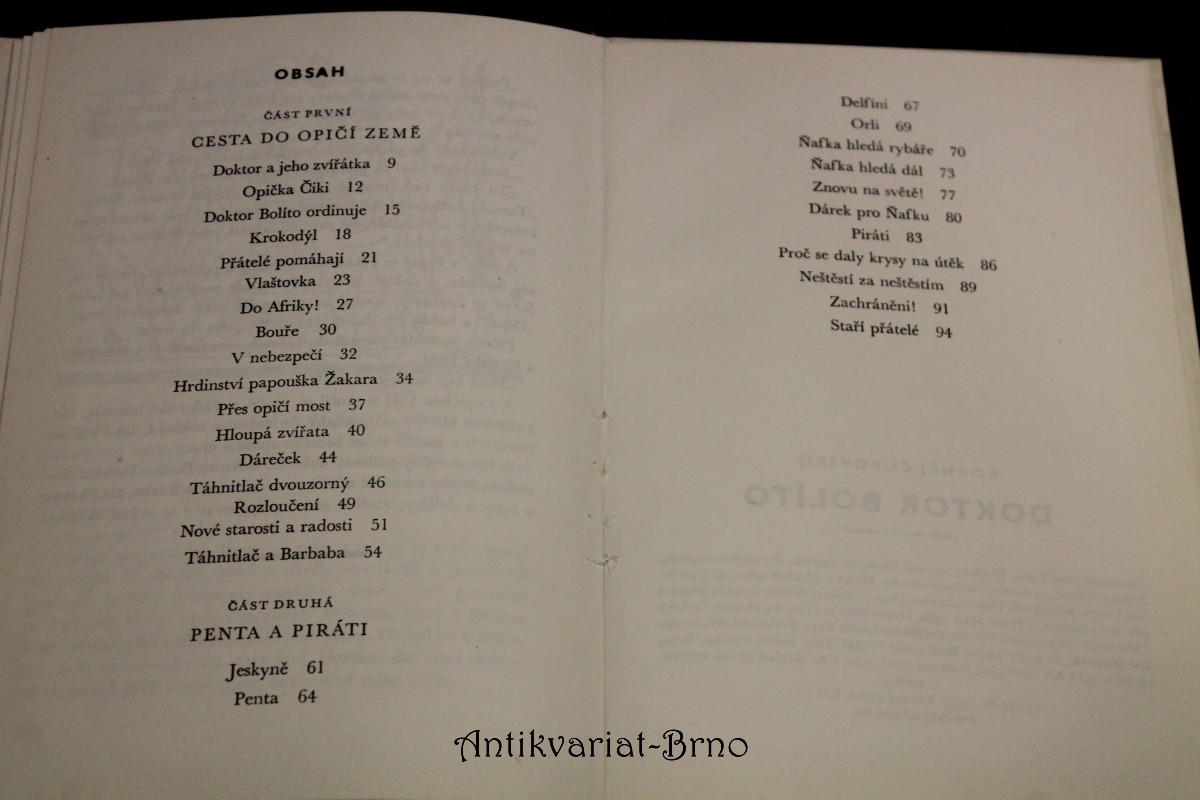 OBSAH
ČÁST PRVNÍ
CESTA DO OPIČÍ ZEMĚ
Doktor a jeho zvířátka 9
Opička Čiki 12
Doktor Bolíto ordinuje 15
Krokodýl 18
Přátelé pomáhají 21
Vlaštovka 23
Do Afriky! 27
Bouře 30
V nebezpečí 32
Hrdinství papouška Žakara 34
Přes opičí most 37
Hloupá zvířata 40
Dáreček 44
Táhnitlač dvouzorný 46
Rozloučení 49
Nové starosti a radosti 51
Táhnitlač a Barbaba 54
ČÁST DRUHÁ
PENTA A PIRÁTI
Jeskyně 61
Penta 64
Delfíni 67
Orli 69
Ňafka hledá rybáře 70
Ňafka hledá dál 73
Znovu na světě! 77
Dárek pro Ňafku 80
Piráti 83
Proč se daly krysy na útěk 86
Neštěstí za neštěstím 89
Zachráněni! 91
Staří přátelé 94
KORNĚJ ČUKOVSKIJ
DOKTOR BOLÍTO
Antikvariat-Brno